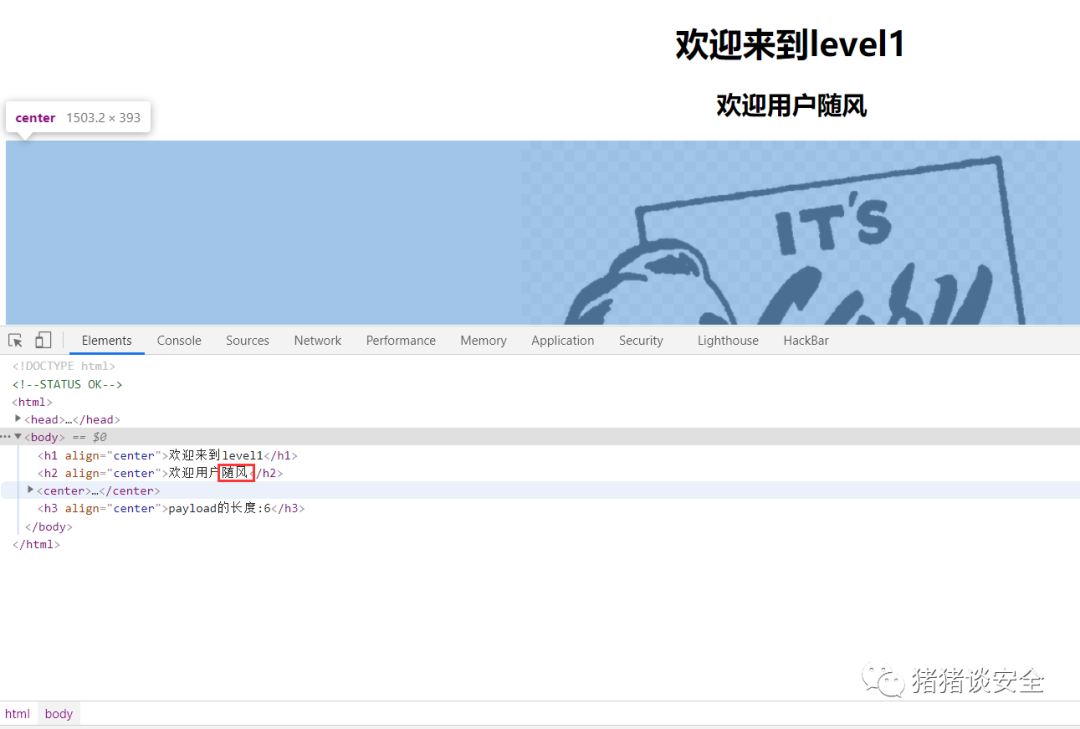 欢迎来到level1
欢迎用户随风
center 1503.2 × 393
IT'S
Elements Console Sources Network Performance Memory Application Security Lighthouse HackBar
<!DOCTYPE html>
<!--STATUS OK-->
<html>
<head>…</head>
<body> == $0
<h1 align="center">欢迎来到level1</h1>
<h2 align="center">欢迎用户随风</h2>
<center>…</center>
<h3 align="center">payload的长度:6</h3>
</body>
</html>
猪猪谈安全
html body